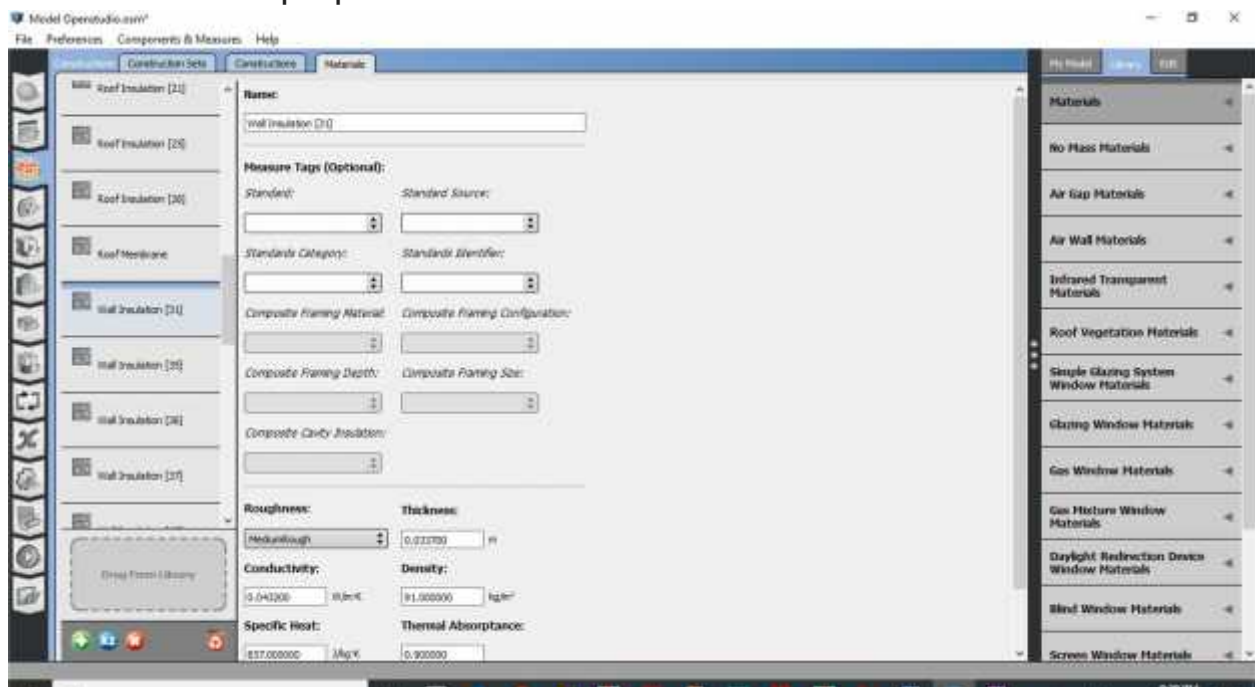 Model Openstudio.osm*
File Preferences Components & Measures Help
Constructions Construction Sets Constructions Materials
My Model Library Edit
Roof Insulation [21]
Roof Insulation [25]
Roof Insulation [30]
Roof Membrane
Wall Insulation [31]
Wall Insulation [35]
Wall Insulation [36]
Wall Insulation [37]
Drag From Library
Name:
Wall Insulation [31]
Measure Tags (Optional):
Standard: Standard Source:
Standards Category: Standards Identifier:
Composite Framing Material: Composite Framing Configuration:
Composite Framing Depth: Composite Framing Size:
Composite Cavity Insulation:
Roughness: Thickness:
MediumRough 0.033700 m
Conductivity: Density:
0.043200 W/m·K 91.000000 kg/m³
Specific Heat: Thermal Absorptance:
837.000000 J/kg·K 0.900000
Materials
No Mass Materials
Air Gap Materials
Air Wall Materials
Infrared Transparent
Materials
Roof Vegetation Materials
Simple Glazing System
Window Materials
Glazing Window Materials
Gas Window Materials
Gas Mixture Window
Materials
Daylight Redirection Device
Window Materials
Blind Window Materials
Screen Window Materials